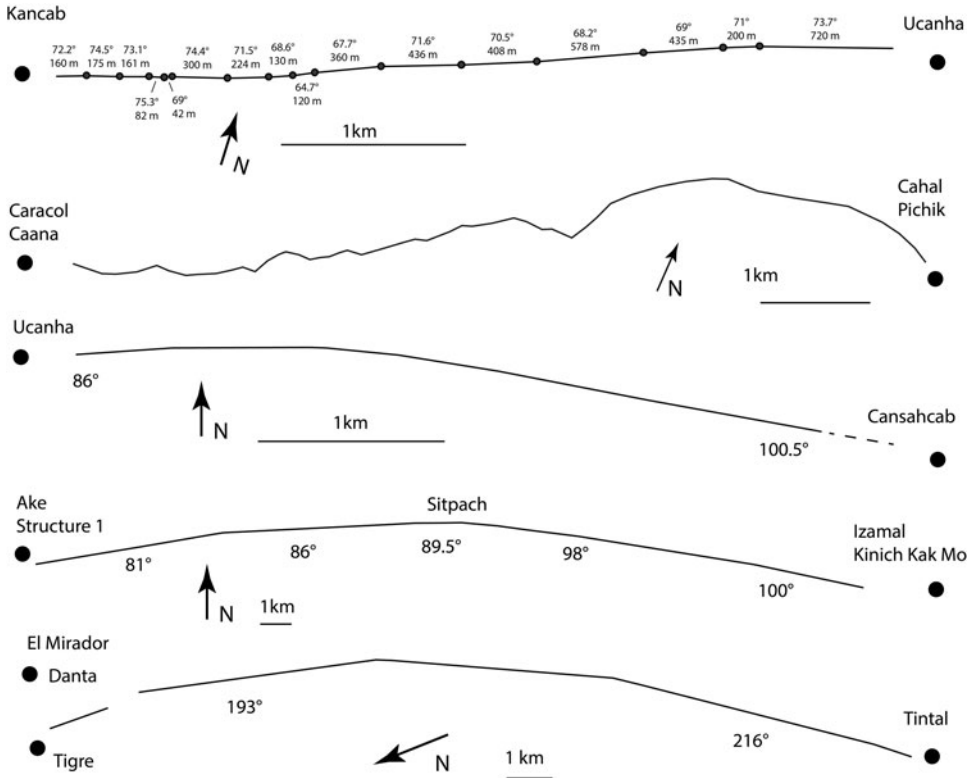 Kancab
Ucanha
72.2° 74.5° 73.1° 74.4° 71.5° 68.6° 67.7° 71.6° 70.5° 68.2° 69° 71° 73.7°
160 m 175 m 161 m 300 m 224 m 130 m 360 m 436 m 408 m 578 m 435 m 200 m 720 m
75.3° 69° 64.7°
82 m 42 m 120 m
1km
N
Caracol
Caana
Cahal
Pichik
N
1km
Ucanha
86°
N
1km
Cansahcab
100.5°
Ake
Structure 1
Sitpach
Izamal
Kinich Kak Mo
81°
86°
89.5°
98°
100°
N
1km
El Mirador
Danta
193°
Tigre
N
1 km
216°
Tintal